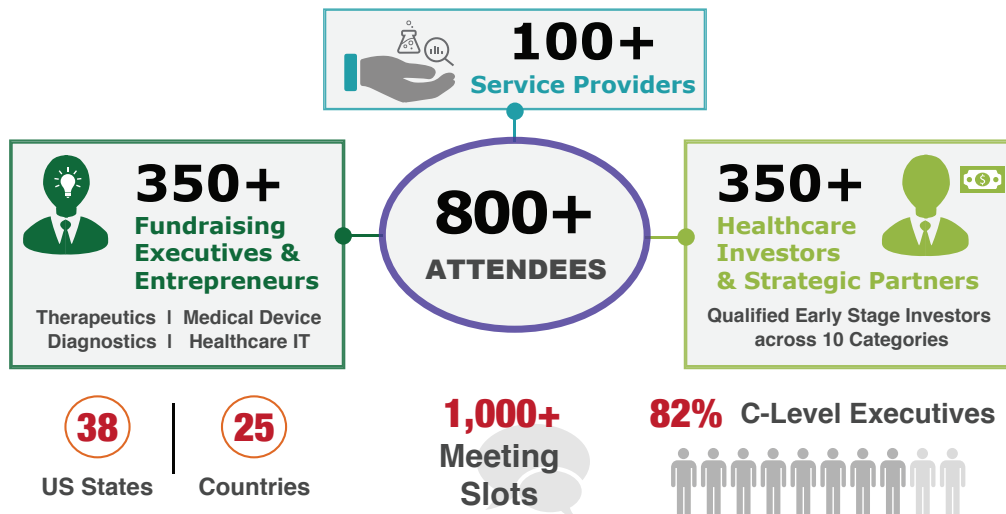 100+
Service Providers
350+
Fundraising
Executives &
Entrepreneurs
Therapeutics | Medical Device
Diagnostics | Healthcare IT
800+
ATTENDEES
350+
Healthcare
Investors
& Strategic Partners
Qualified Early Stage Investors
across 10 Categories
$
38
US States
25
Countries
1,000+
Meeting
Slots
82% C-Level Executives